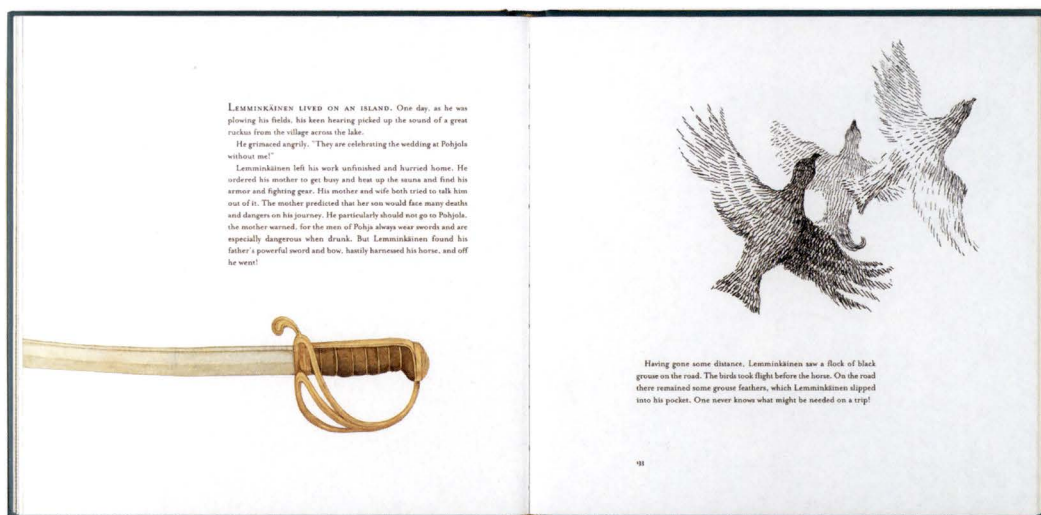 LEMMINKÄINEN LIVED ON AN ISLAND. One day, as he was
plowing his fields, his keen hearing picked up the sound of a great
ruckus from the village across the lake.
He grimaced angrily. "They are celebrating the wedding at Pohjola
without me!"
Lemminkäinen left his work unfinished and hurried home. He
ordered his mother to get busy and heat up the sauna and find his
armor and fighting gear. His mother and wife both tried to talk him
out of it. The mother predicted that her son would face many deaths
and dangers on his journey. He particularly should not go to Pohjola,
the mother warned, for the men of Pohja always wear swords and are
especially dangerous when drunk. But Lemminkäinen found his
father's powerful sword and bow, hastily harnessed his horse, and off
he went!
Having gone some distance, Lemminkäinen saw a flock of black
grouse on the road. The birds took flight before the horse. On the road
there remained some grouse feathers, which Lemminkäinen slipped
into his pocket. One never knows what might be needed on a trip!